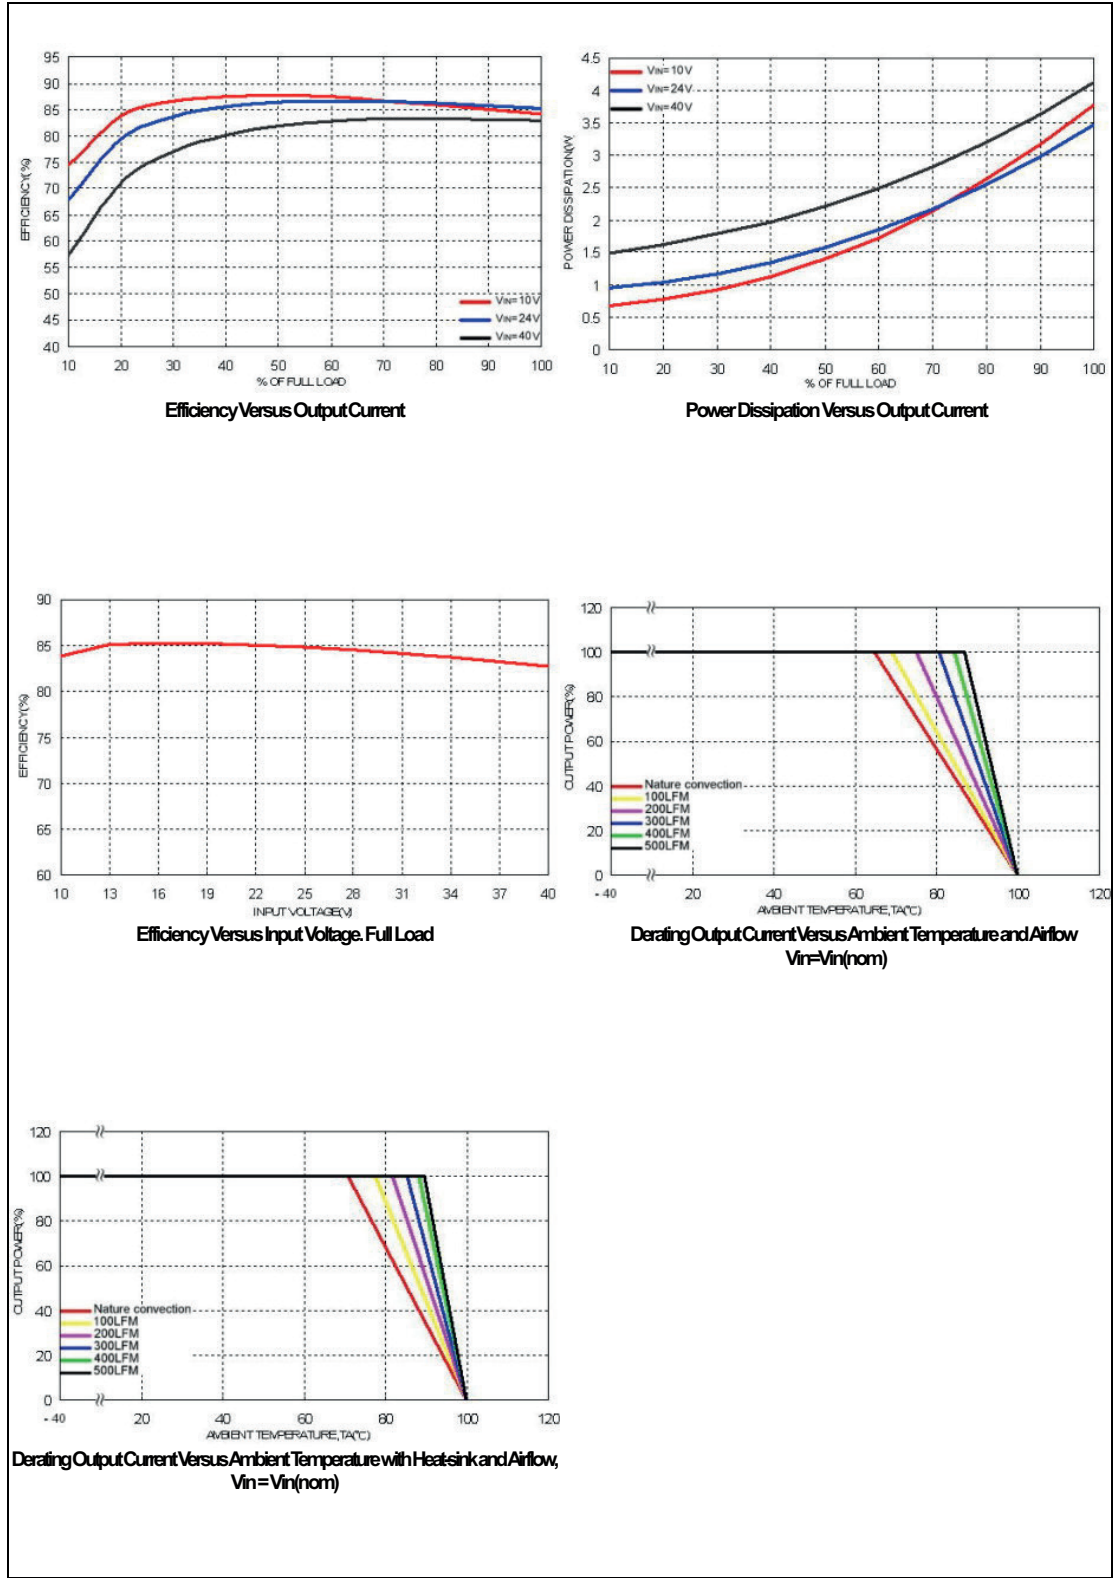 95
90
85
80
75
70
65
60
55
50
45
40
EFFICIENCY(%)
VIN=10V
VIN=24V
VIN=40V
10 20 30 40 50 60 70 80 90 100
% OF FULL LOAD
Efficiency Versus Output Current
4.5
4
3.5
3
2.5
2
1.5
1
0.5
0
POWER DISSIPATION(W)
VIN=10V
VIN=24V
VIN=40V
10 20 30 40 50 60 70 80 90 100
% OF FULL LOAD
Power Dissipation Versus Output Current
90
85
80
75
70
65
60
EFFICIENCY(%)
10 13 16 19 22 25 28 31 34 37 40
INPUT VOLTAGE(V)
Efficiency Versus Input Voltage. Full Load
120
100
80
60
40
20
0
OUTPUT POWER(%)
Nature convection
100LFM
200LFM
300LFM
400LFM
500LFM
-40 20 40 60 80 100 120
AMBIENT TEMPERATURE,TA(℃)
Derating Output Current Versus Ambient Temperature and Airflow
Vin=Vin(nom)
120
100
80
60
40
20
0
OUTPUT POWER(%)
Nature convection
100LFM
200LFM
300LFM
400LFM
500LFM
-40 20 40 60 80 100 120
AMBIENT TEMPERATURE,TA(℃)
Derating Output Current Versus Ambient Temperature with Heat-sink and Airflow,
Vin = Vin(nom)